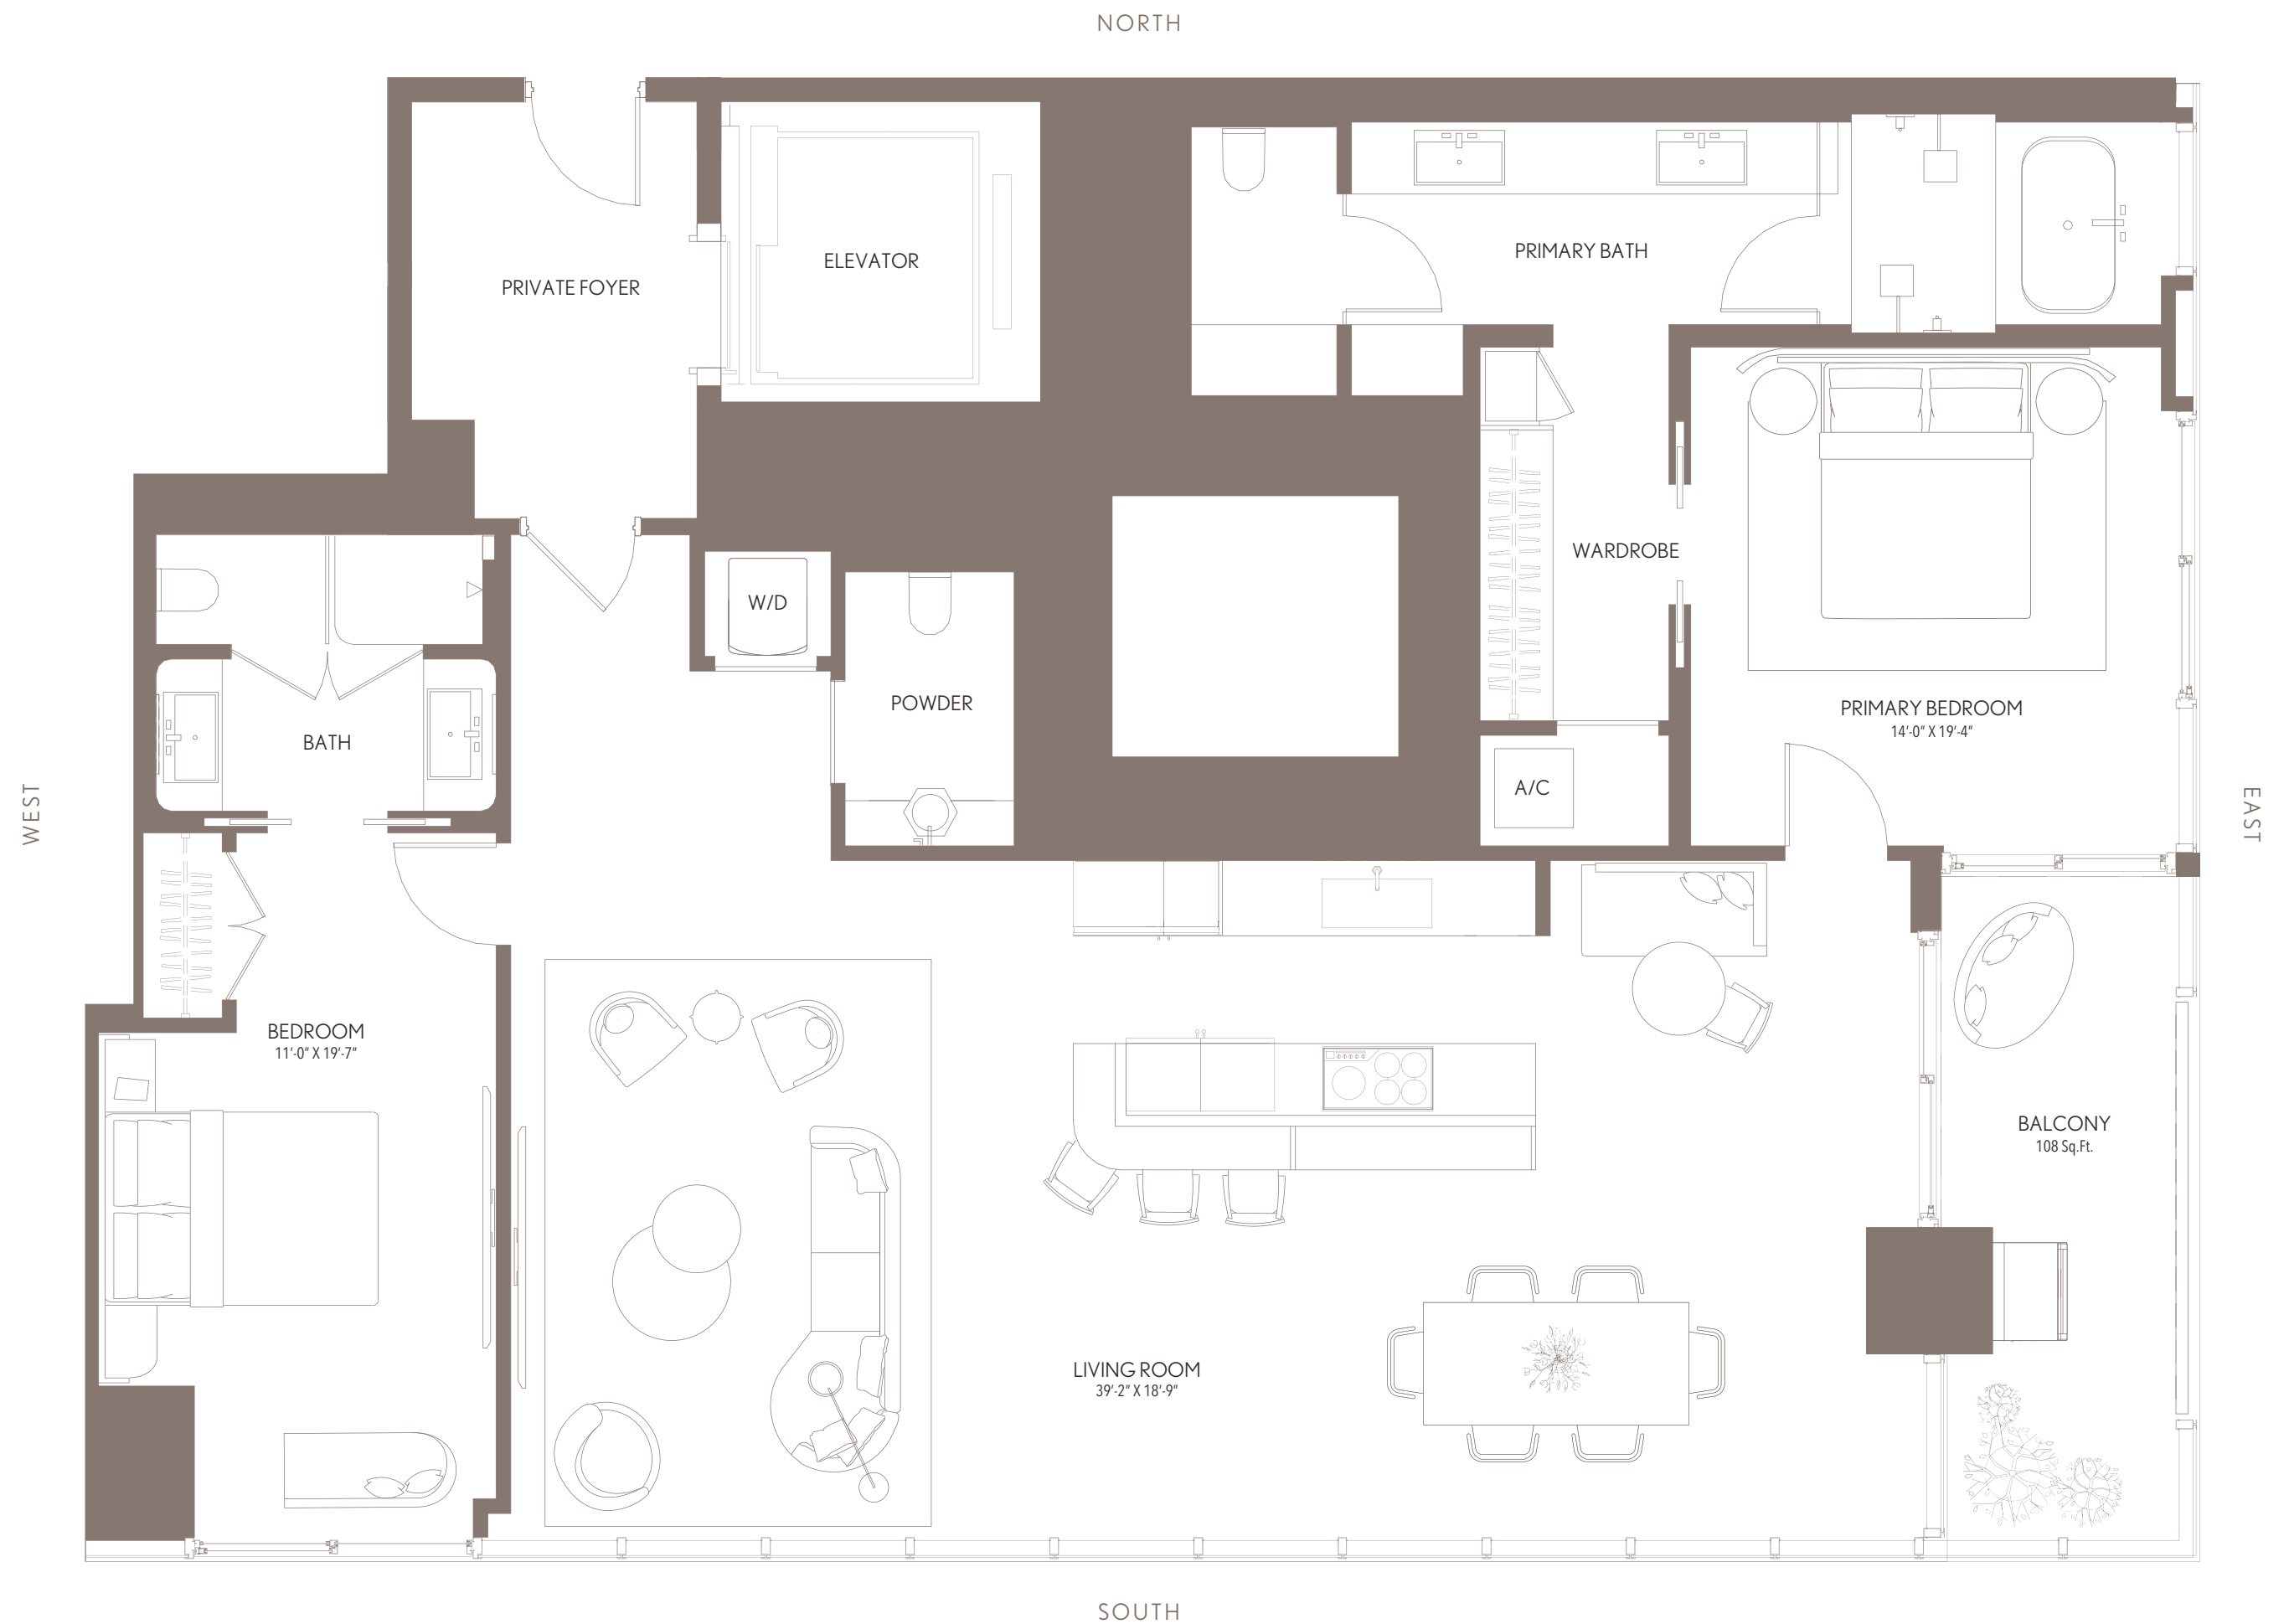 NORTH
ELEVATOR
PRIVATE FOYER
PRIMARY BATH
WARDROBE
W/D
POWDER
PRIMARY BEDROOM
14'-0" X 19'-4"
BATH
A/C
WEST
EAST
BEDROOM
11'-0" X 19'-7"
BALCONY
108 Sq.Ft.
LIVING ROOM
39'-2" X 18'-9"
SOUTH